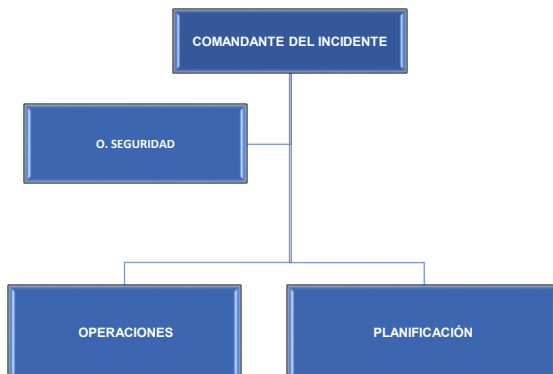 COMANDANTE DEL INCIDENTE
O. SEGURIDAD
OPERACIONES
PLANIFICACIÓN